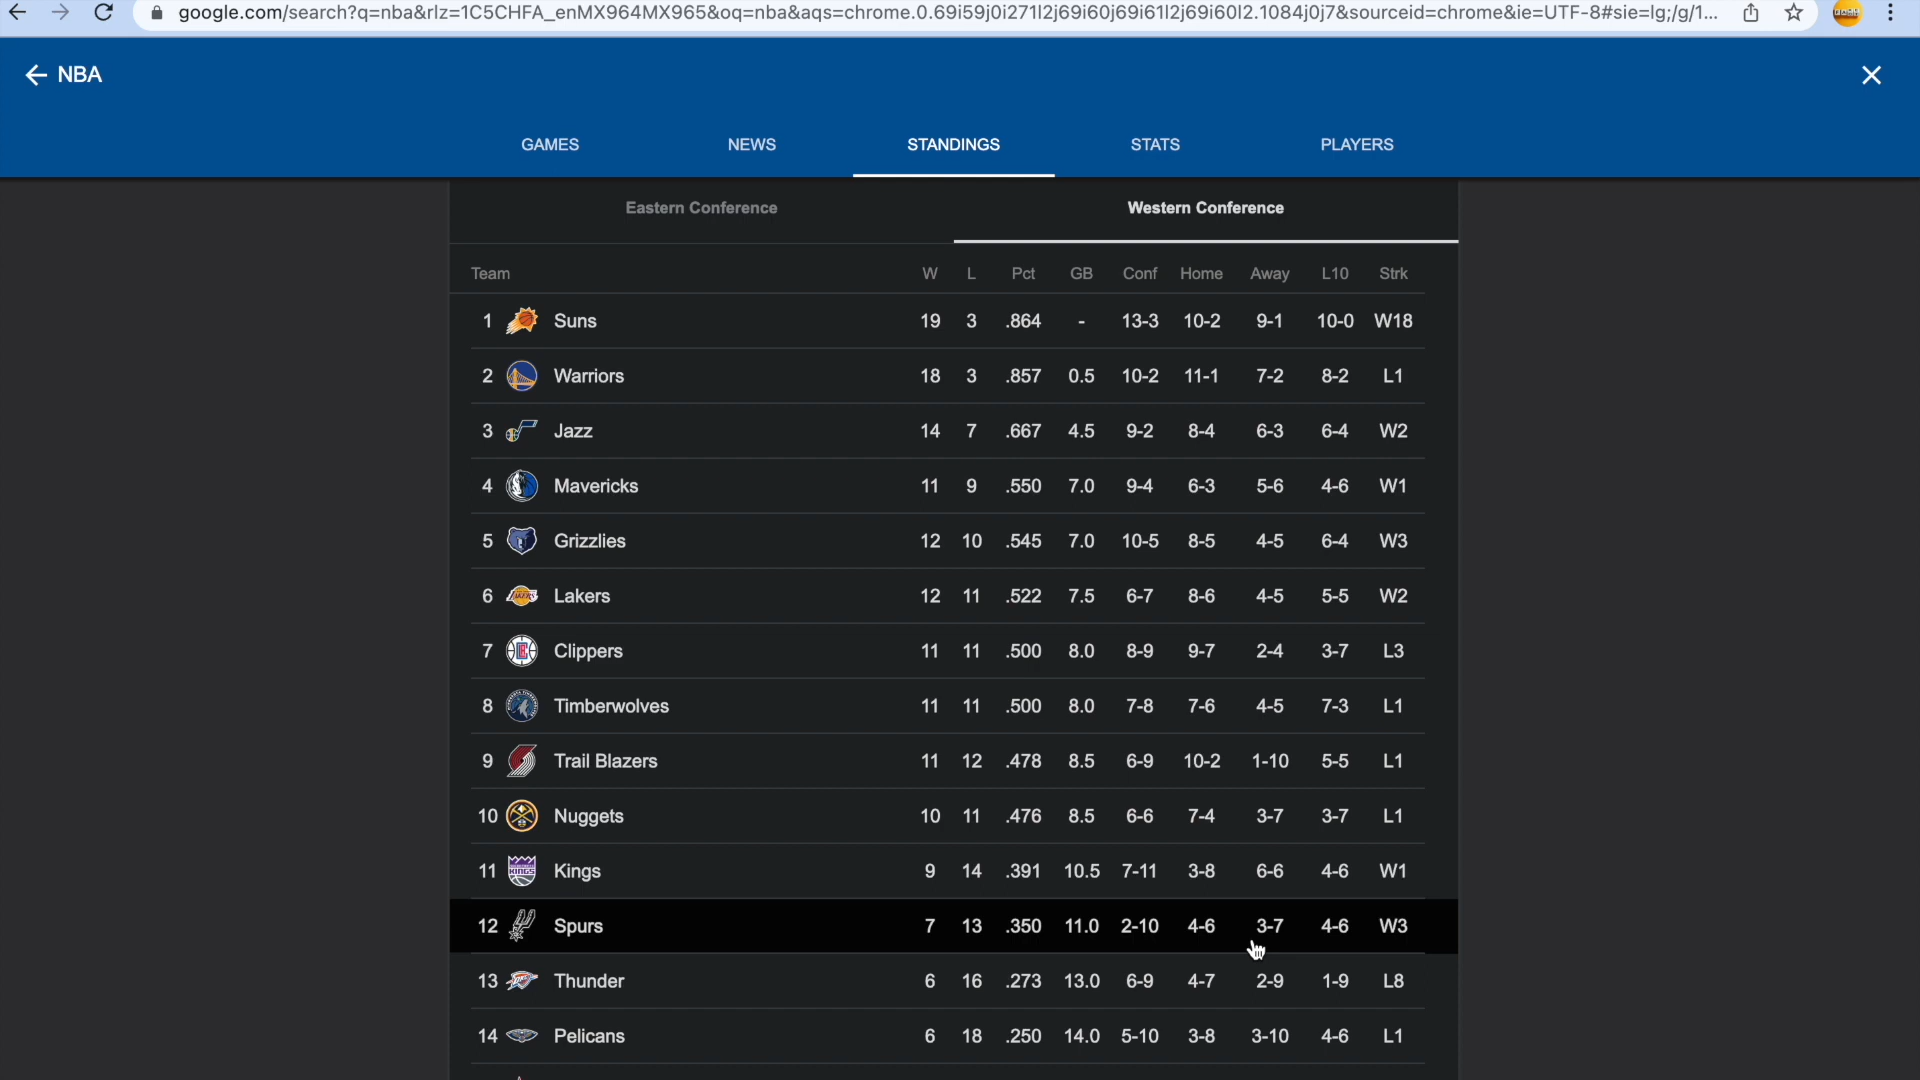 google.com/search?q=nba&rlz=1C5CHFA_enMX964MX965&oq=nba&aqs=chrome.0.69i59j0i271l2j69i60j69i61l2j69i60l2.1084j0j7&sourceid=chrome&ie=UTF-8#sie=lg;/g/1...
NBA
GAMES NEWS STANDINGS STATS PLAYERS
Eastern Conference Western Conference
Team W L Pct GB Conf Home Away L10 Strk
1 Suns 19 3 .864 - 13-3 10-2 9-1 10-0 W18
2 Warriors 18 3 .857 0.5 10-2 11-1 7-2 8-2 L1
3 Jazz 14 7 .667 4.5 9-2 8-4 6-3 6-4 W2
4 Mavericks 11 9 .550 7.0 9-4 6-3 5-6 4-6 W1
5 Grizzlies 12 10 .545 7.0 10-5 8-5 4-5 6-4 W3
6 Lakers 12 11 .522 7.5 6-7 8-6 4-5 5-5 W2
7 Clippers 11 11 .500 8.0 8-9 9-7 2-4 3-7 L3
8 Timberwolves 11 11 .500 8.0 7-8 7-6 4-5 7-3 L1
9 Trail Blazers 11 12 .478 8.5 6-9 10-2 1-10 5-5 L1
10 Nuggets 10 11 .476 8.5 6-6 7-4 3-7 3-7 L1
11 Kings 9 14 .391 10.5 7-11 3-8 6-6 4-6 W1
12 Spurs 7 13 .350 11.0 2-10 4-6 3-7 4-6 W3
13 Thunder 6 16 .273 13.0 6-9 4-7 2-9 1-9 L8
14 Pelicans 6 18 .250 14.0 5-10 3-8 3-10 4-6 L1